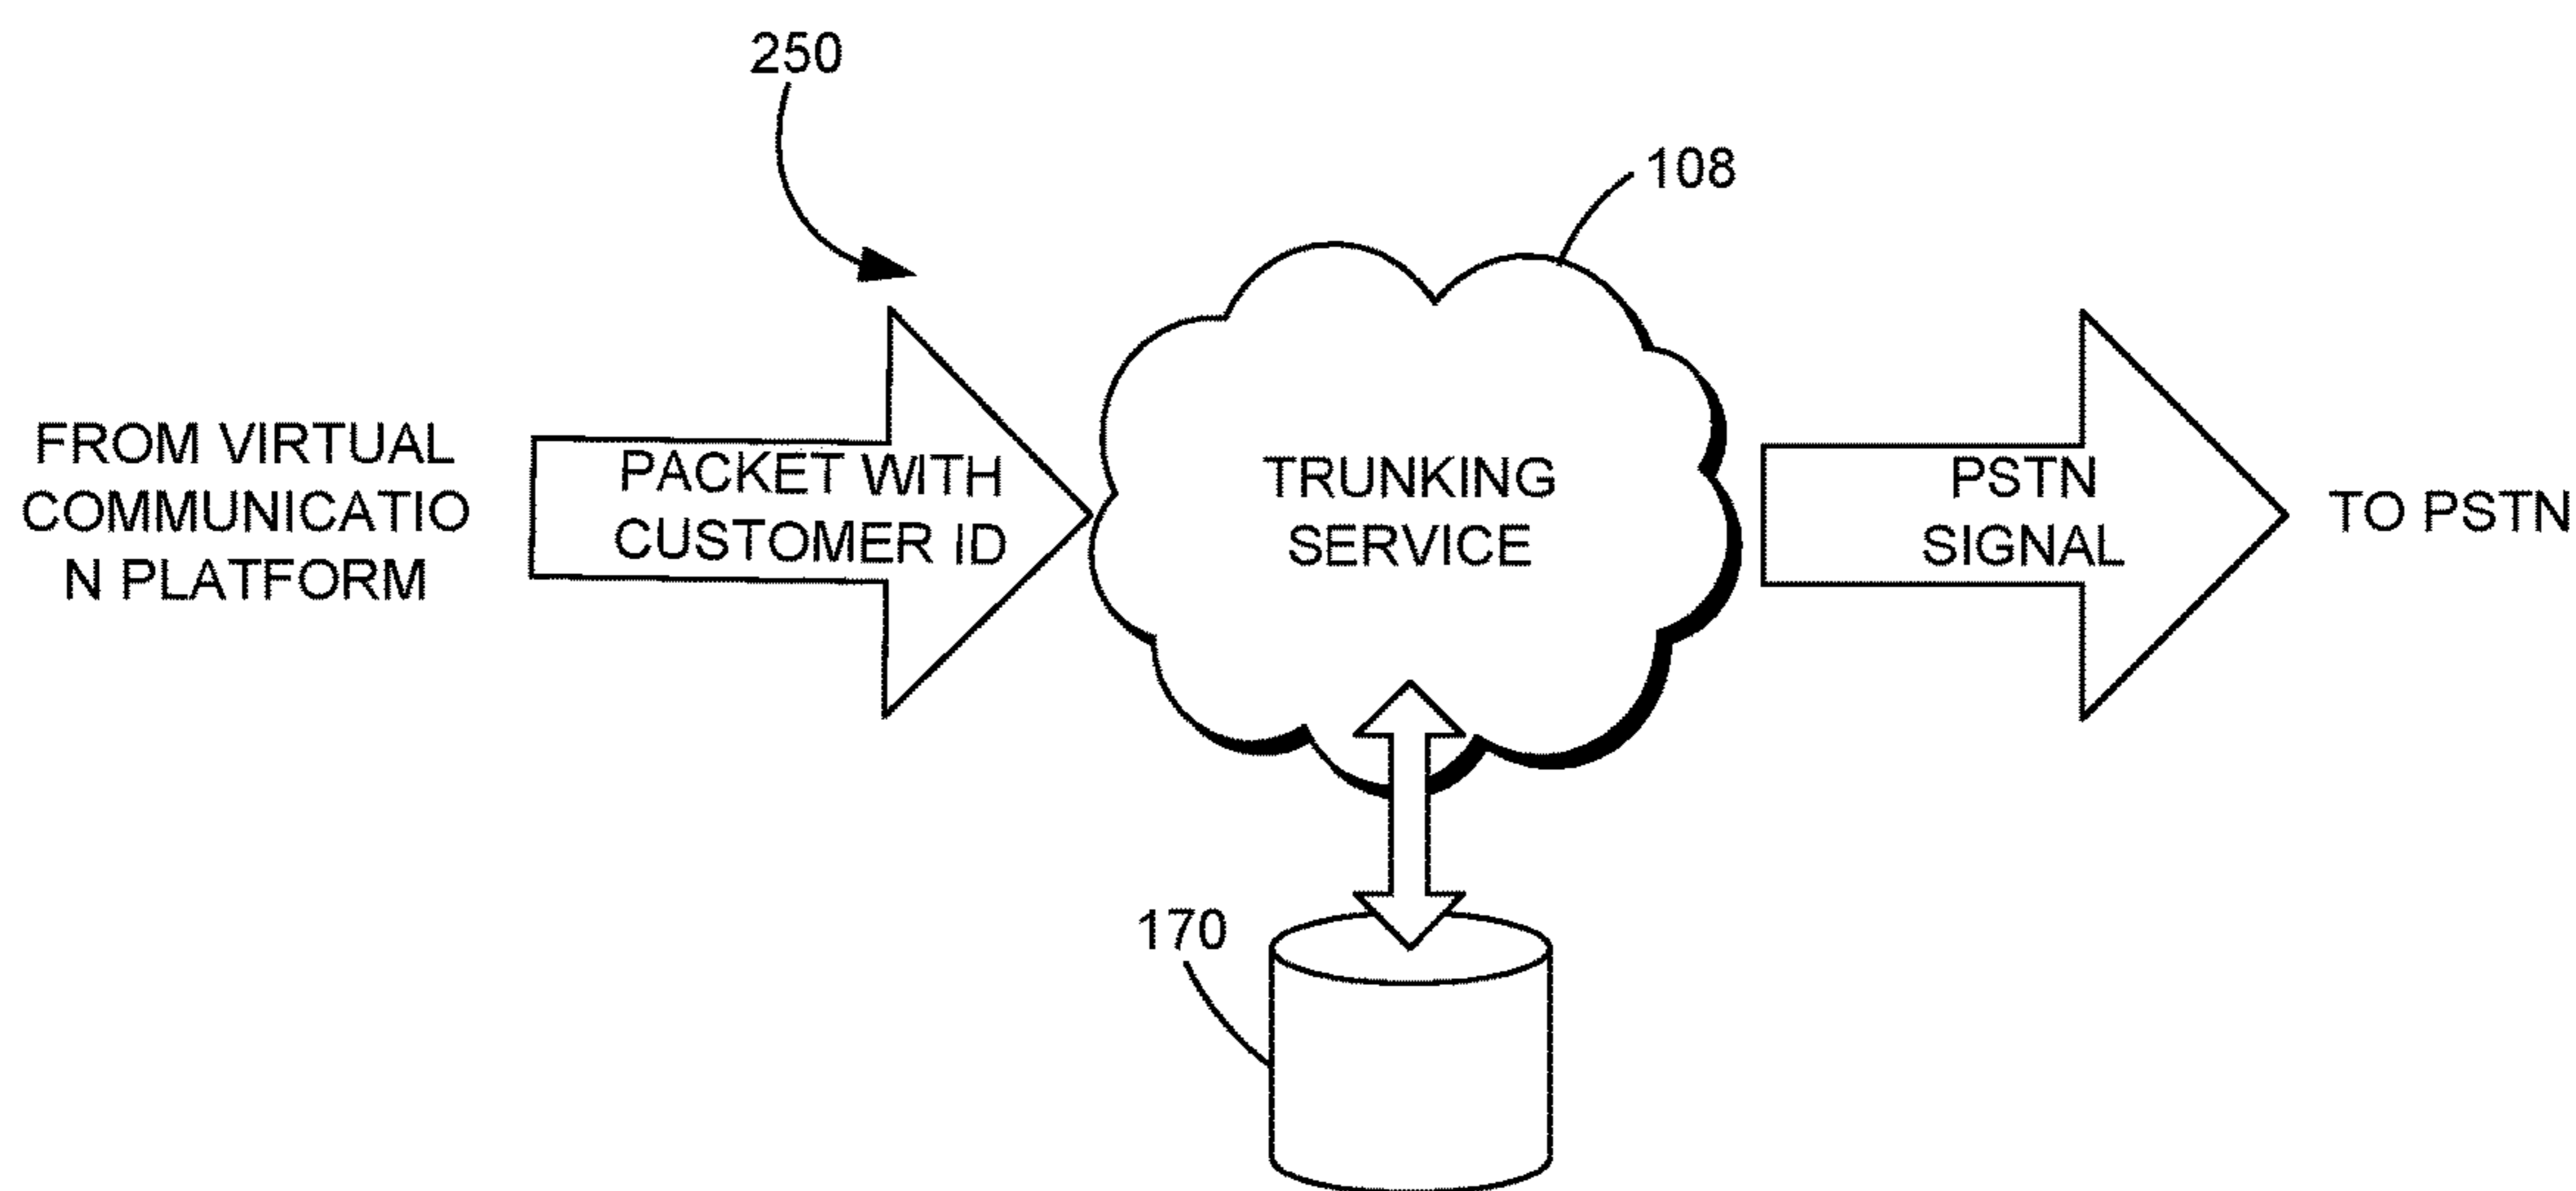 250
108
FROM VIRTUAL
COMMUNICATIO
N PLATFORM
PACKET WITH
CUSTOMER ID
TRUNKING
SERVICE
PSTN
SIGNAL
TO PSTN
170